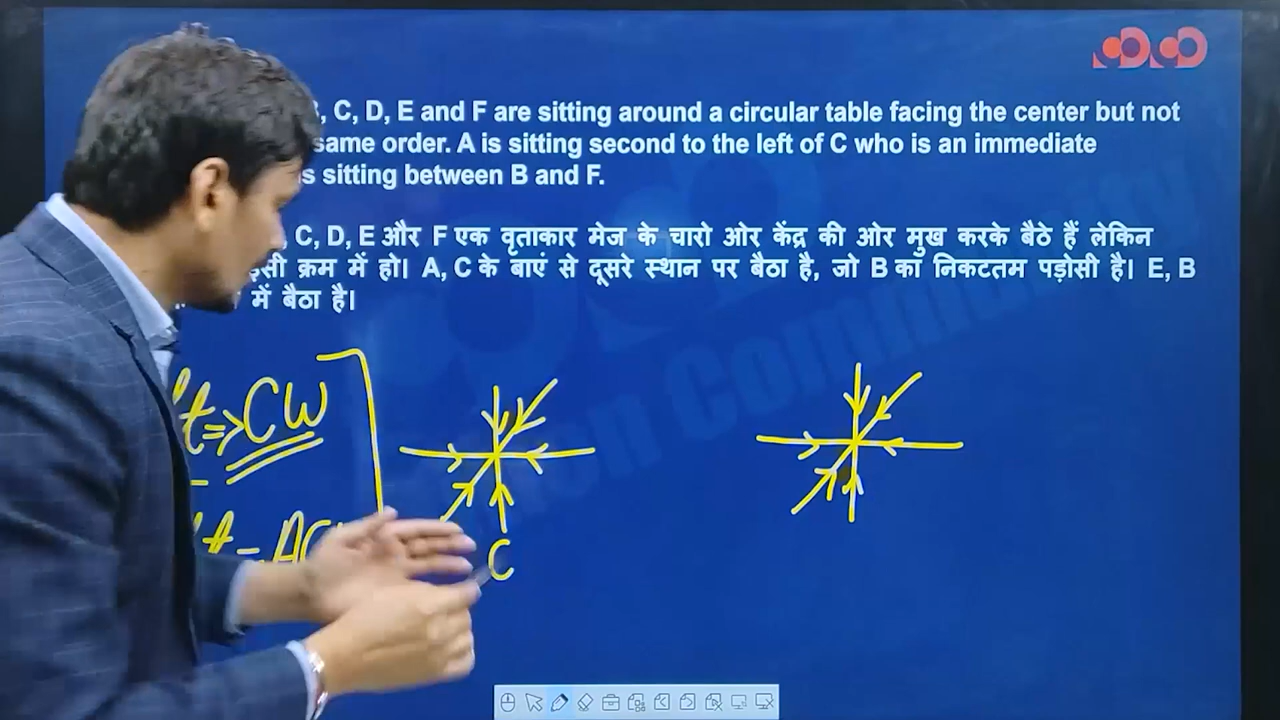 , C, D, E and F are sitting around a circular table facing the center but not
same order. A is sitting second to the left of C who is an immediate
s sitting between B and F.
C, D, E और F एक वृताकार मेज के चारो ओर केंद्र की ओर मुख करके बैठे हैं लेकिन
इसी क्रम में हो। A, C के बाएं से दूसरे स्थान पर बैठा है, जो B का निकटतम पड़ोसी है। E, B
में बैठा है।
t=>CW
C